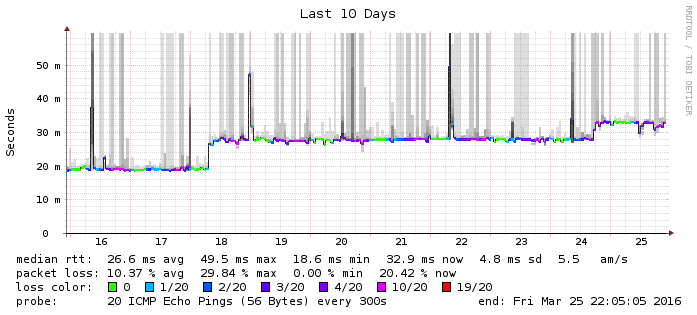 Last 10 Days
RRDTOOL / TOBI OETIKER
Seconds
50 m
40 m
30 m
20 m
10 m
0
16 17 18 19 20 21 22 23 24 25
median rtt: 26.6 ms avg 49.5 ms max 18.6 ms min 32.9 ms now 4.8 ms sd 5.5 am/s
packet loss: 10.37 % avg 29.84 % max 0.00 % min 20.42 % now
loss color: 0 1/20 2/20 3/20 4/20 10/20 19/20
probe: 20 ICMP Echo Pings (56 Bytes) every 300s end: Fri Mar 25 22:05:05 2016